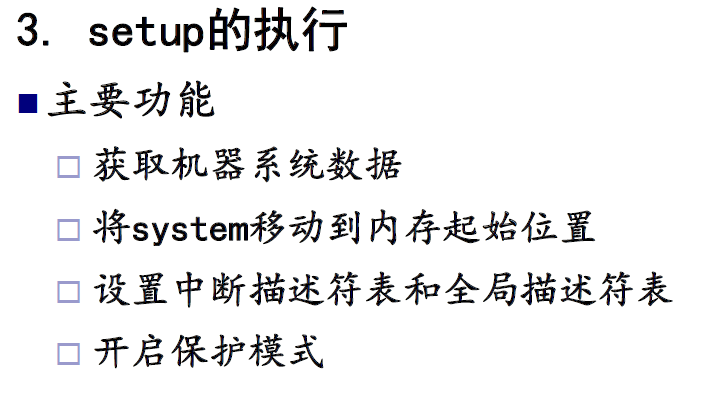 3. setup的执行
主要功能
获取机器系统数据
将system移动到内存起始位置
设置中断描述符表和全局描述符表
开启保护模式